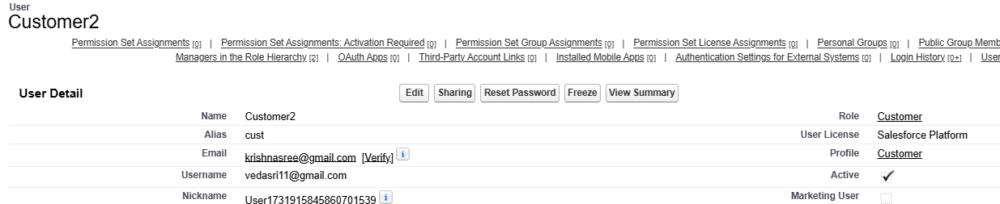 User
Customer2
Permission Set Assignments [0] | Permission Set Assignments: Activation Required [0] | Permission Set Group Assignments [0] | Permission Set License Assignments [0] | Personal Groups [0] | Public Group Memb
Managers in the Role Hierarchy [2] | OAuth Apps [0] | Third-Party Account Links [0] | Installed Mobile Apps [0] | Authentication Settings for External Systems [0] | Login History [0+] | User
User Detail Edit Sharing Reset Password Freeze View Summary
Name Customer2 Role Customer
Alias cust User License Salesforce Platform
Email krishnasree@gmail.com [Verify] i Profile Customer
Username vedasri11@gmail.com Active
Nickname User1731915845860701539 i Marketing User